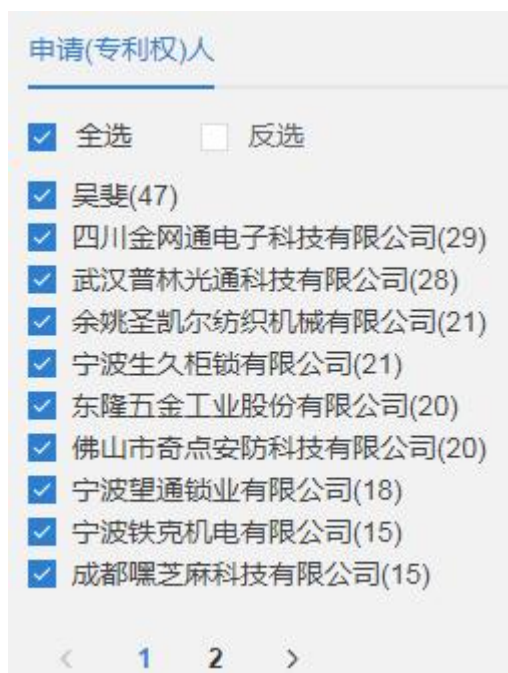 申请(专利权)人
全选 反选
吴斐(47)
四川金网通电子科技有限公司(29)
武汉普林光通科技有限公司(28)
余姚圣凯尔纺织机械有限公司(21)
宁波生久柜锁有限公司(21)
东隆五金工业股份有限公司(20)
佛山市奇点安防科技有限公司(20)
宁波望通锁业有限公司(18)
宁波铁克机电有限公司(15)
成都嘿芝麻科技有限公司(15)
< 1 2 >